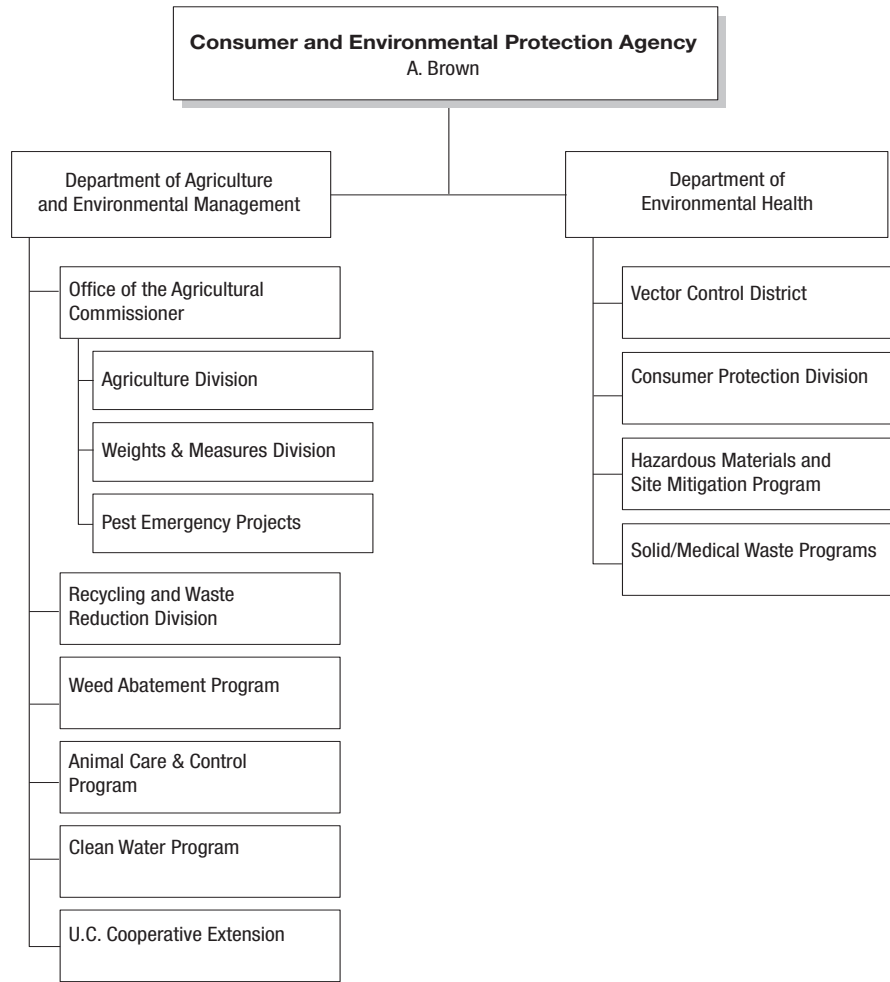 Consumer and Environmental Protection Agency
A. Brown
Department of Agriculture
and Environmental Management
Office of the Agricultural
Commissioner
Agriculture Division
Weights & Measures Division
Pest Emergency Projects
Recycling and Waste
Reduction Division
Weed Abatement Program
Animal Care & Control
Program
Clean Water Program
U.C. Cooperative Extension
Department of
Environmental Health
Vector Control District
Consumer Protection Division
Hazardous Materials and
Site Mitigation Program
Solid/Medical Waste Programs